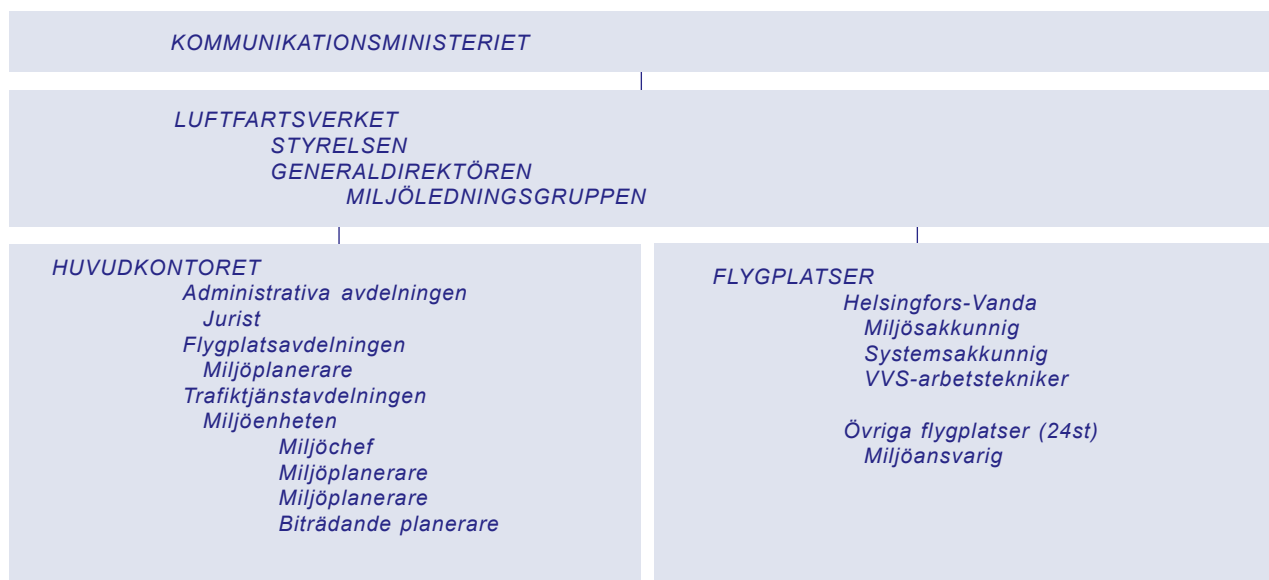 KOMMUNIKATIONSMINISTERIET
LUFTFARTSVERKET
STYRELSEN
GENERALDIREKTÖREN
MILJÖLEDNINGSGRUPPEN
HUVUDKONTORET
Administrativa avdelningen
Jurist
Flygplatsavdelningen
Miljöplanerare
Trafiktjänstavdelningen
Miljöenheten
Miljöchef
Miljöplanerare
Miljöplanerare
Biträdande planerare
FLYGPLATSER
Helsingfors-Vanda
Miljösakkunnig
Systemsakkunnig
VVS-arbetstekniker
Övriga flygplatser (24st)
Miljöansvarig